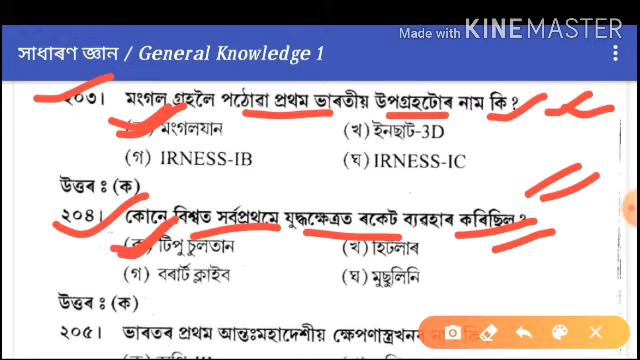 Made with KINEMASTER
সাধাৰণ জ্ঞান / General Knowledge 1
২০৩। মংগল গ্ৰহলৈ পঠোৱা প্ৰথম ভাৰতীয় উপগ্ৰহটোৰ নাম কি ?
(ক) মংগলযান (খ) ইনছাট-3D
(গ) IRNESS-IB (ঘ) IRNESS-IC
উত্তৰ ঃ (ক)
২০৪। কোনে বিশ্বত সৰ্বপ্ৰথমে যুদ্ধক্ষেত্ৰত ৰকেট ব্যৱহাৰ কৰিছিল ?
(ক) টিপু চুলতান (খ) হিটলাৰ
(গ) ৰবাৰ্ট ক্লাইব (ঘ) মুছুলিনি
উত্তৰ ঃ (ক)
২০৫। ভাৰতৰ প্ৰথম আন্তঃমহাদেশীয় ক্ষেপণাস্ত্ৰখনৰ নাম কি